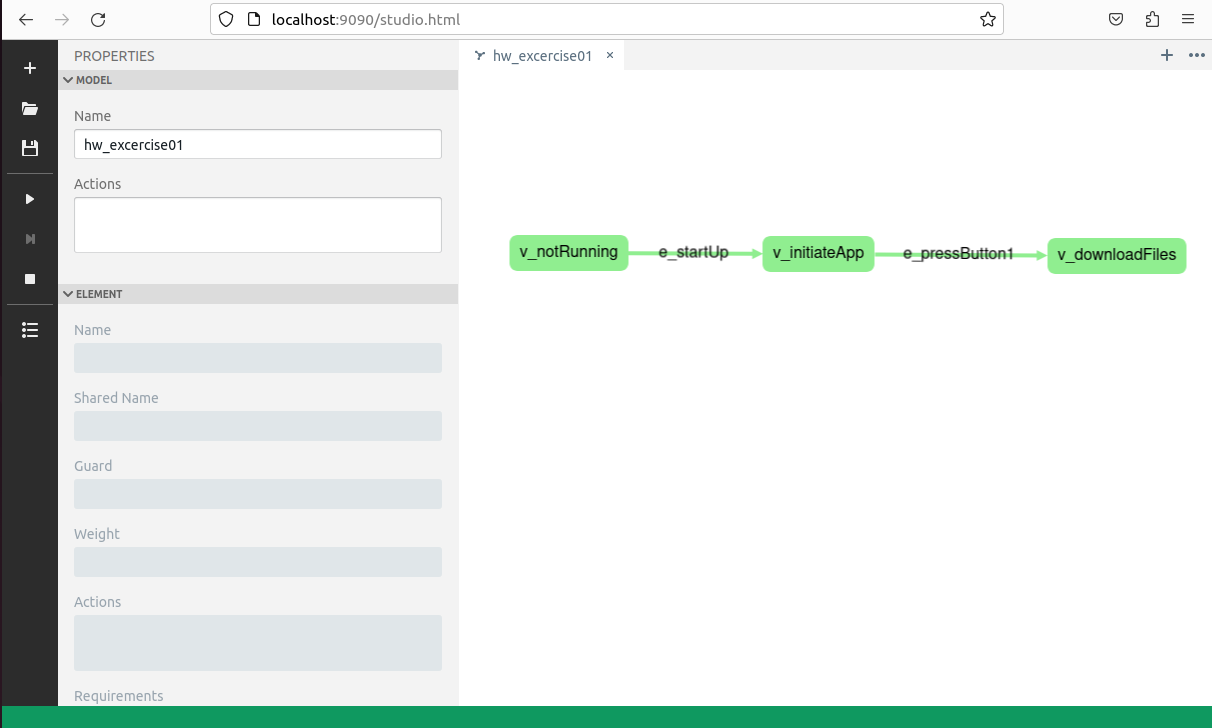 localhost:9090/studio.html
PROPERTIES
MODEL
Name
hw_excercise01
Actions
ELEMENT
Name
Shared Name
Guard
Weight
Actions
Requirements
hw_excercise01 ×
v_notRunning e_startUp v_initiateApp e_pressButton1 v_downloadFiles